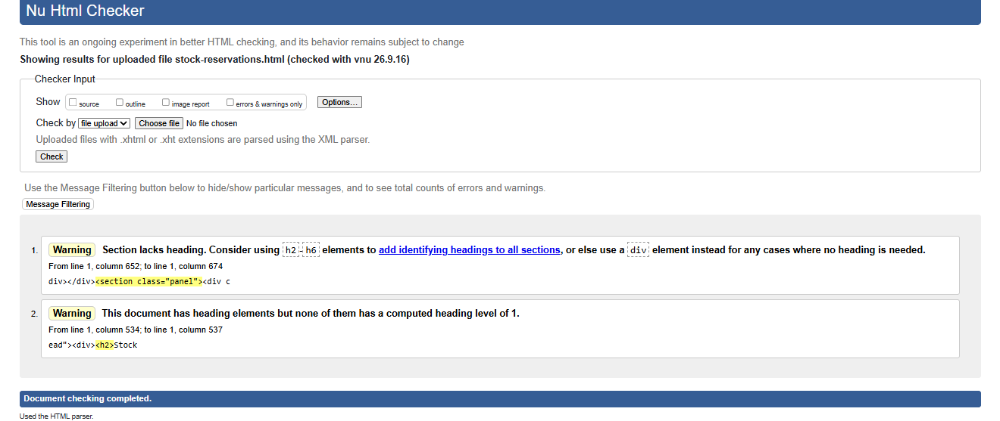 Nu Html Checker
This tool is an ongoing experiment in better HTML checking, and its behavior remains subject to change
Showing results for uploaded file stock-reservations.html (checked with vnu 26.9.16)
Checker Input
Show source outline image report errors & warnings only Options...
Check by file upload Choose file No file chosen
Uploaded files with .xhtml or .xht extensions are parsed using the XML parser.
Check
Use the Message Filtering button below to hide/show particular messages, and to see total counts of errors and warnings.
Message Filtering
1. Warning Section lacks heading. Consider using h2-h6 elements to add identifying headings to all sections, or else use a div element instead for any cases where no heading is needed.
From line 1, column 652; to line 1, column 674
div></div><section class="panel"><div c
2. Warning This document has heading elements but none of them has a computed heading level of 1.
From line 1, column 534; to line 1, column 537
ead"><div><h2>Stock
Document checking completed.
Used the HTML parser.